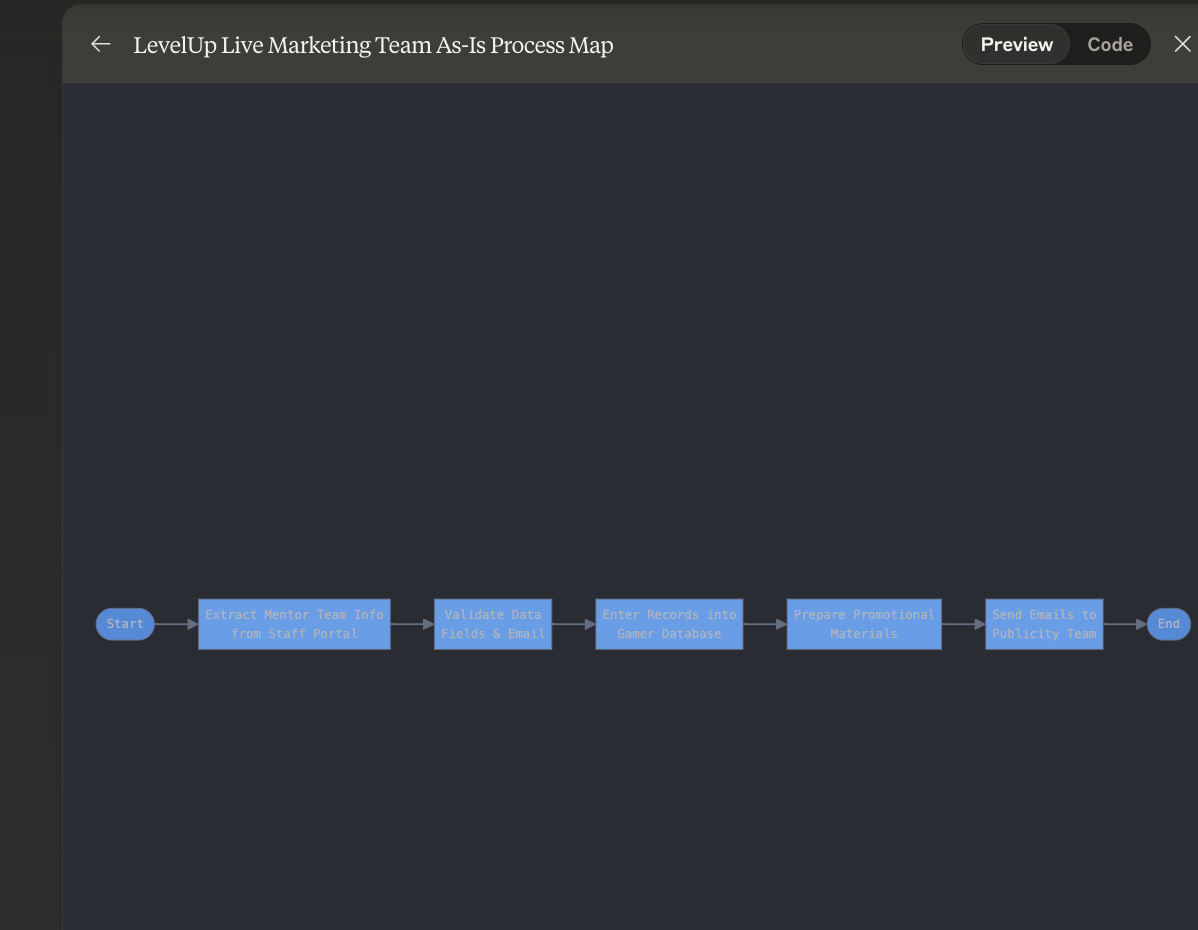 LevelUp Live Marketing Team As-Is Process Map
Preview
Code
Start
Extract Mentor Team Info
from Staff Portal
Validate Data
Fields & Email
Enter Records into
Gamer Database
Prepare Promotional
Materials
Send Emails to
Publicity Team
End